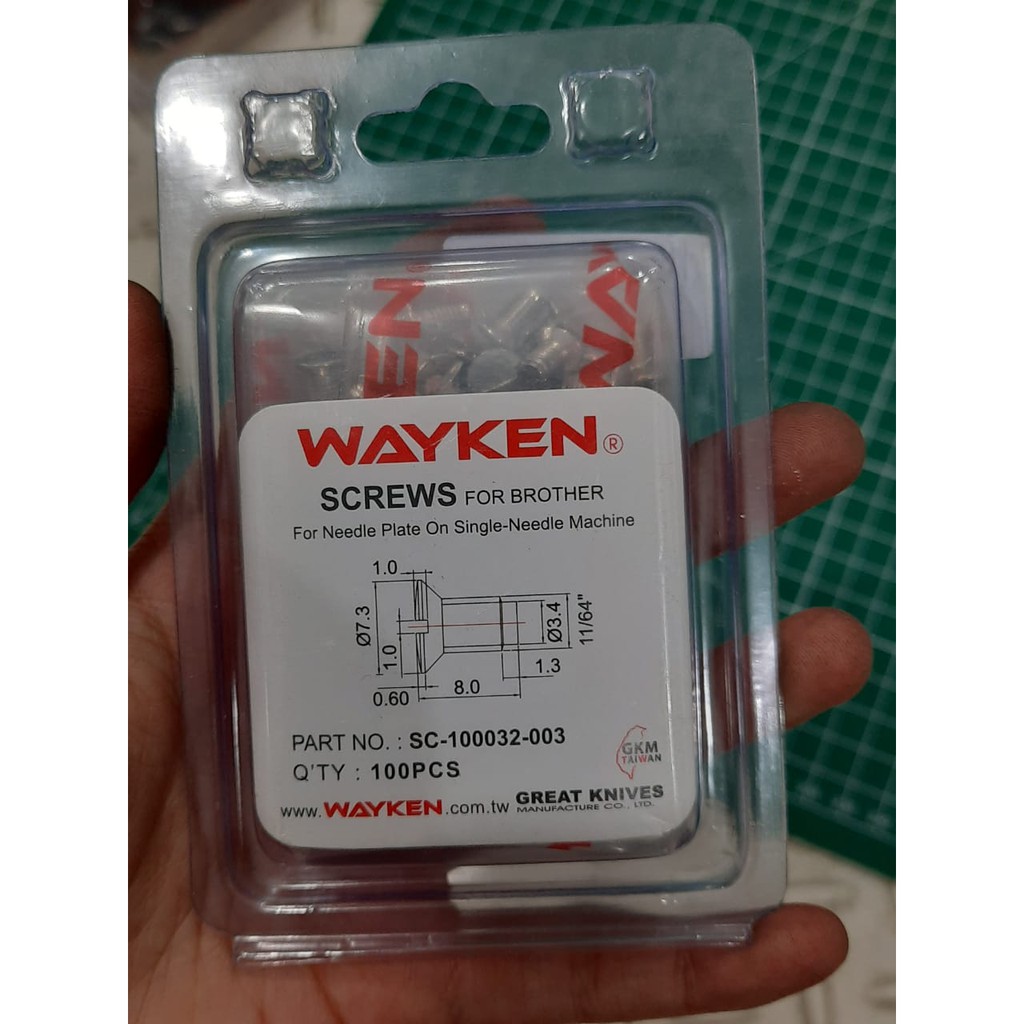 WAYKEN®
SCREWS FOR BROTHER
For Needle Plate On Single-Needle Machine
1.0
Ø7.3
1.0
0.60
8.0
1.3
Ø3.4
11/64"
PART NO. : SC-100032-003
Q'TY : 100PCS
GKM
TAIWAN
www.WAYKEN.com.tw
GREAT KNIVES
MANUFACTURE CO., LTD.